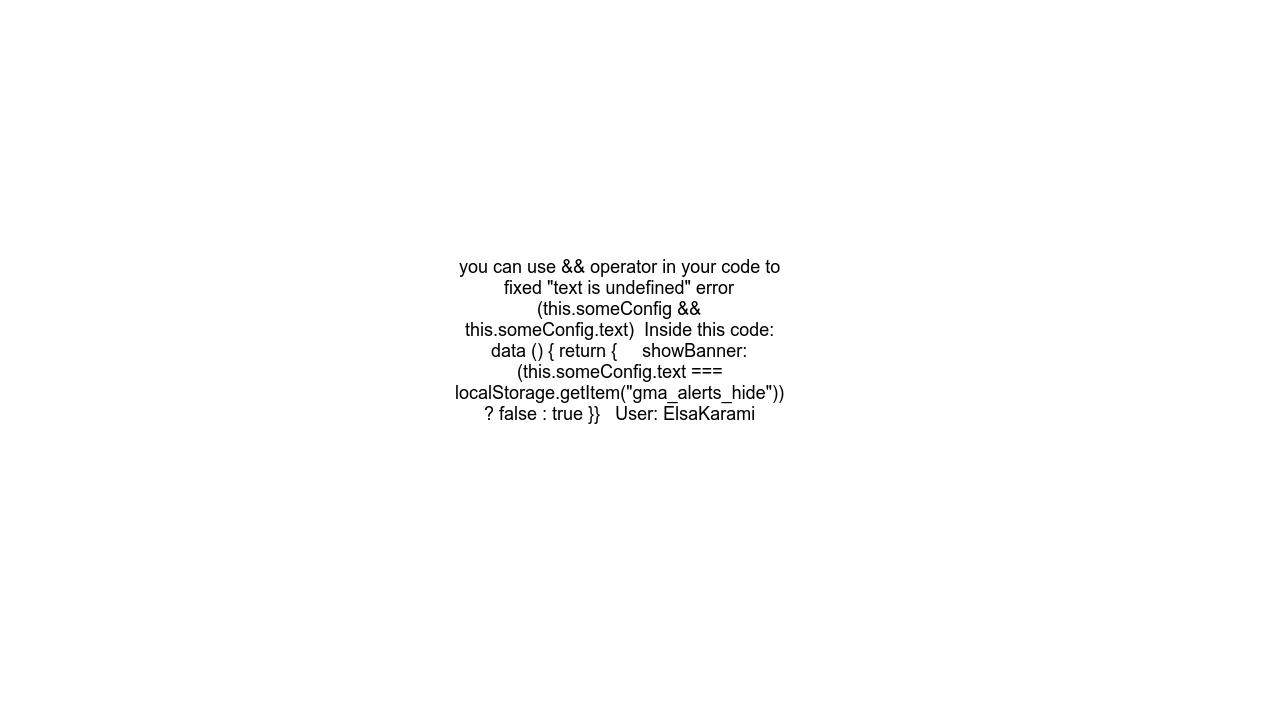 you can use && operator in your code to
fixed "text is undefined" error
(this.someConfig &&
this.someConfig.text)  Inside this code:
data () { return {     showBanner:
(this.someConfig.text ===
localStorage.getItem("gma_alerts_hide"))
? false : true }}   User: ElsaKarami